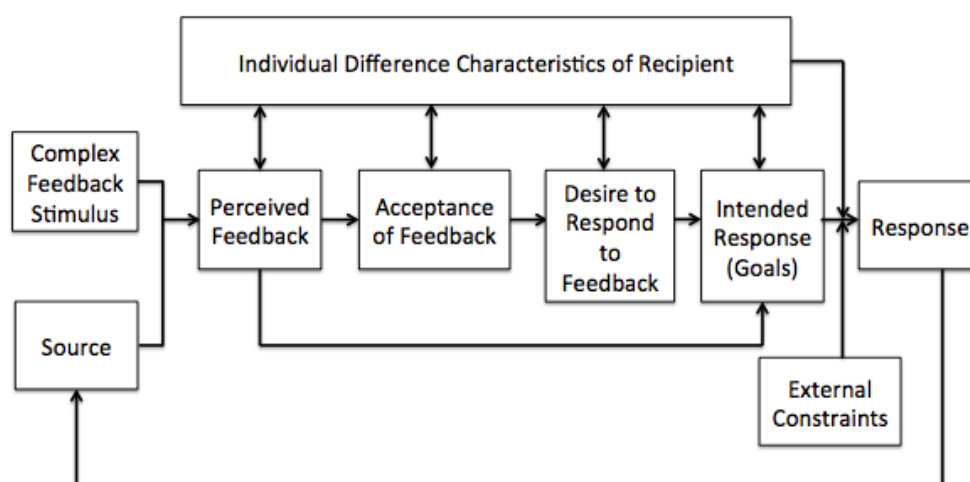 Individual Difference Characteristics of Recipient
Complex
Feedback
Stimulus
Source
Perceived
Feedback
Acceptance
of Feedback
Desire to
Respond
to
Feedback
Intended
Response
(Goals)
Response
External
Constraints